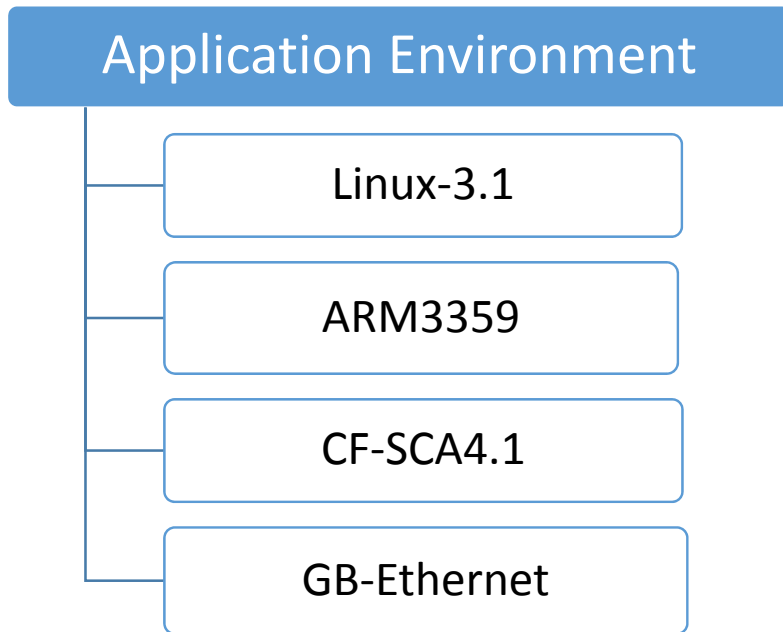 Application Environment
Linux-3.1
ARM3359
CF-SCA4.1
GB-Ethernet